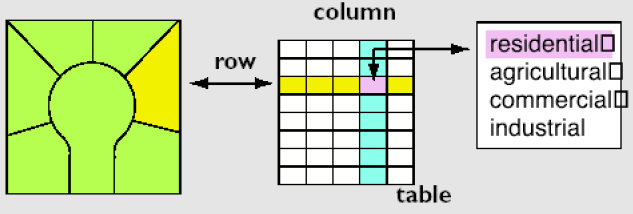 column
row
table
residential□
agricultural□
commercial□
industrial